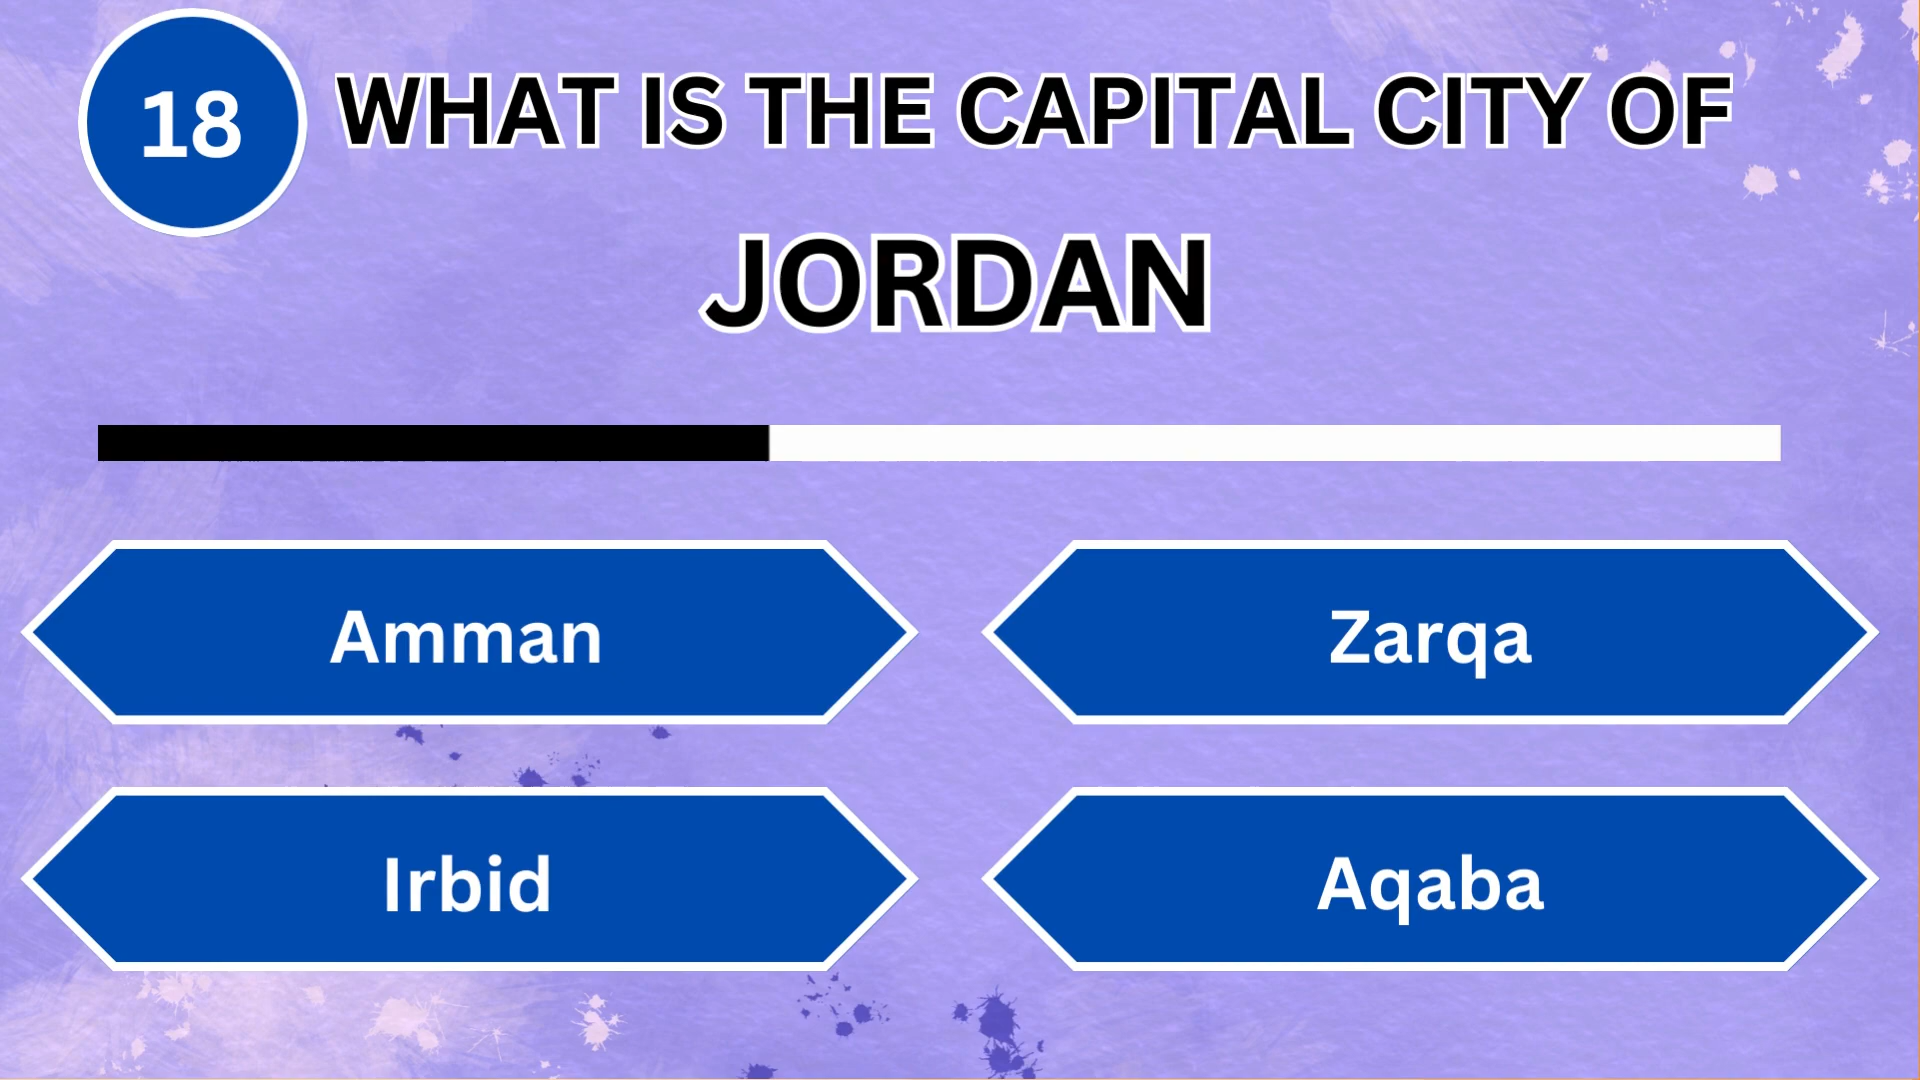 18
WHAT IS THE CAPITAL CITY OF
JORDAN
Amman
Zarqa
Irbid
Aqaba